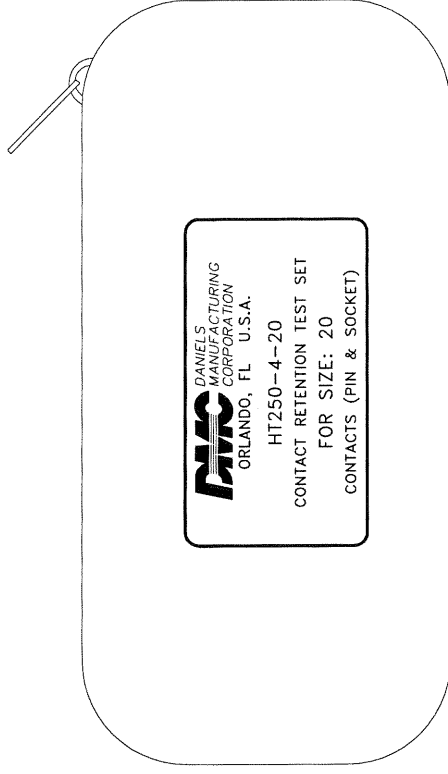 DMC DANIELS
MANUFACTURING
CORPORATION
ORLANDO, FL U.S.A.
HT250-4-20
CONTACT RETENTION TEST SET
FOR SIZE: 20
CONTACTS (PIN & SOCKET)